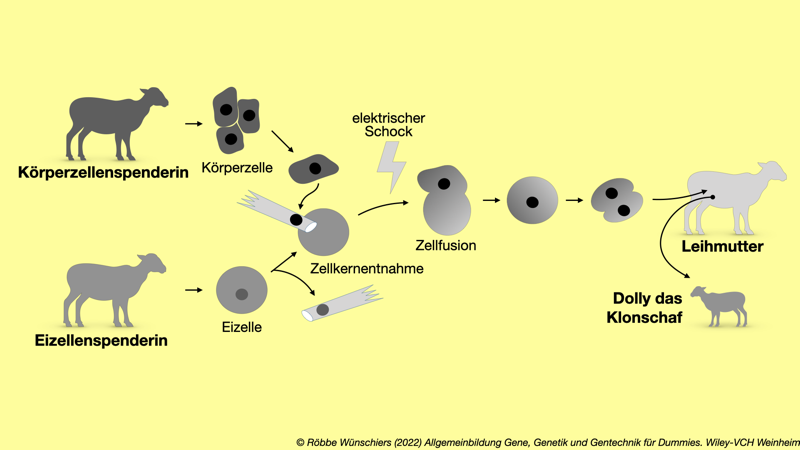 elektrischer
Schock
Körperzellenspenderin
Körperzelle
Zellkernentnahme
Zellfusion
Leihmutter
Eizellenspenderin
Eizelle
Dolly das
Klonschaf
© Röbbe Wünschiers (2022) Allgemeinbildung Gene, Genetik und Gentechnik für Dummies. Wiley-VCH Weinheim